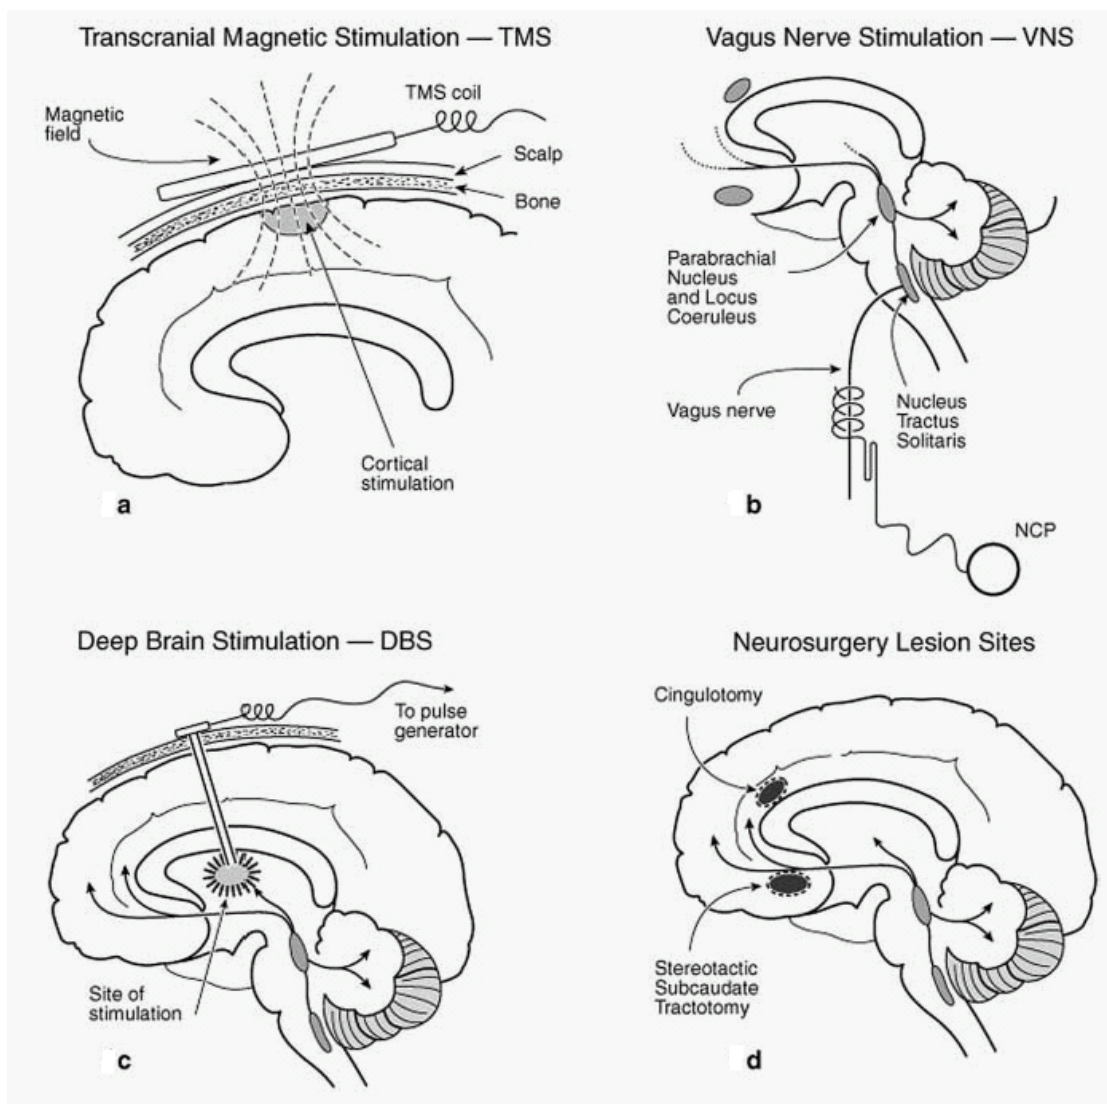 Transcranial Magnetic Stimulation — TMS
Magnetic
field
TMS coil
Scalp
Bone
Cortical
stimulation
a
Vagus Nerve Stimulation — VNS
Parabrachial
Nucleus
and Locus
Coeruleus
Vagus nerve
Nucleus
Tractus
Solitaris
b
NCP
Deep Brain Stimulation — DBS
To pulse
generator
Site of
stimulation
c
Neurosurgery Lesion Sites
Cingulotomy
Stereotactic
Subcaudate
Tractotomy
d